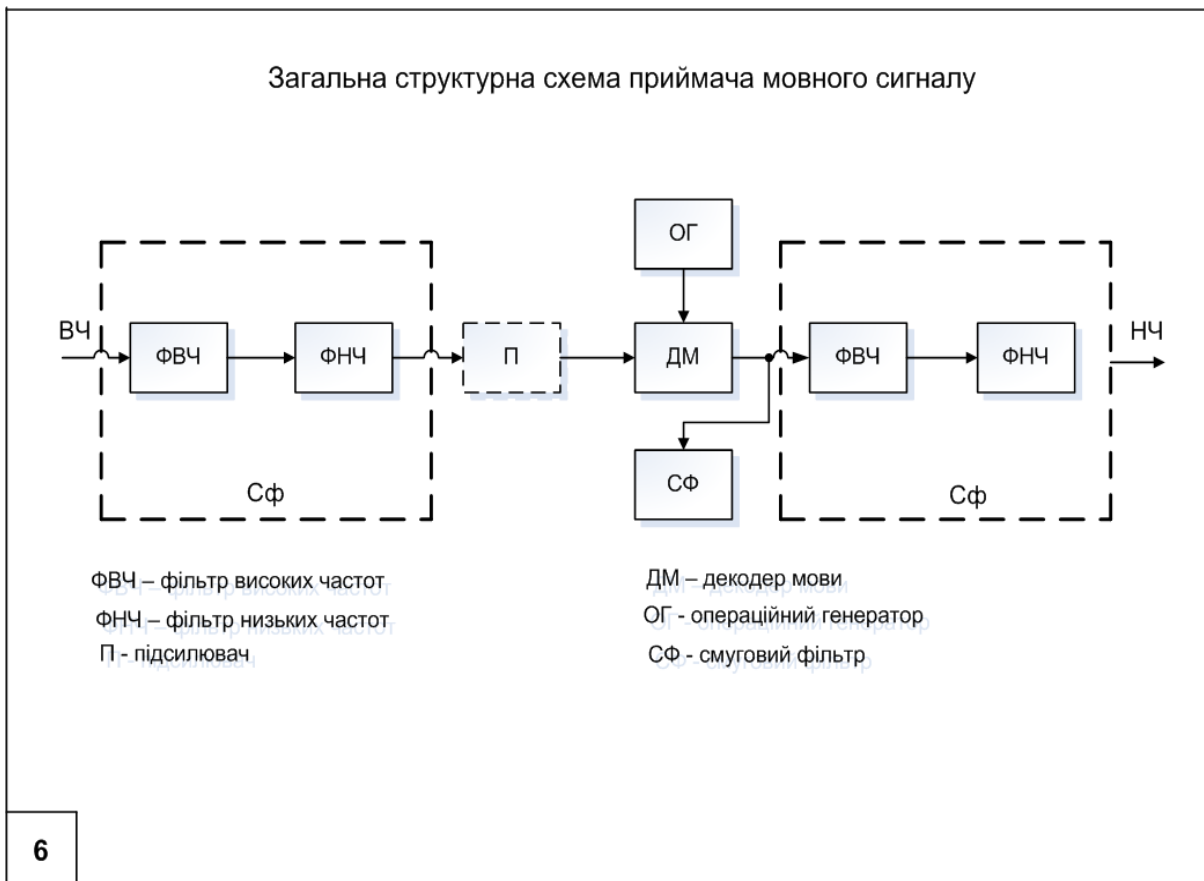 Загальна структурна схема приймача мовного сигналу
ОГ
ВЧ
ФВЧ
ФНЧ
П
ДМ
ФВЧ
ФНЧ
НЧ
СФ
Сф
Сф
ФВЧ – фільтр високих частот
ФНЧ – фільтр низьких частот
П - підсилювач
ДМ – декодер мови
ОГ - операційний генератор
СФ - смуговий фільтр
6